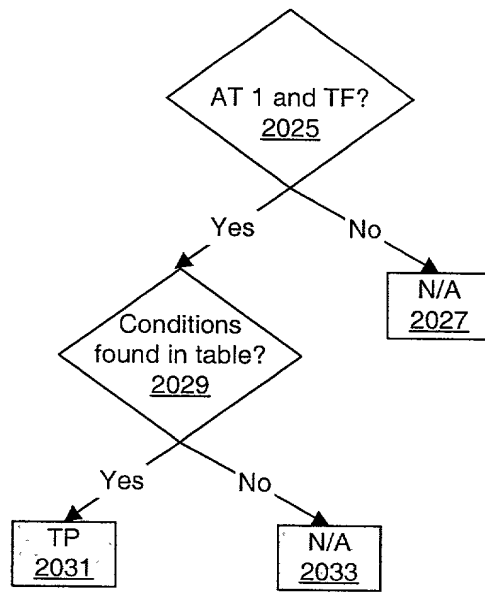 AT 1 and TF?
2025
Yes
No
N/A
2027
Conditions
found in table?
2029
Yes
No
TP
2031
N/A
2033